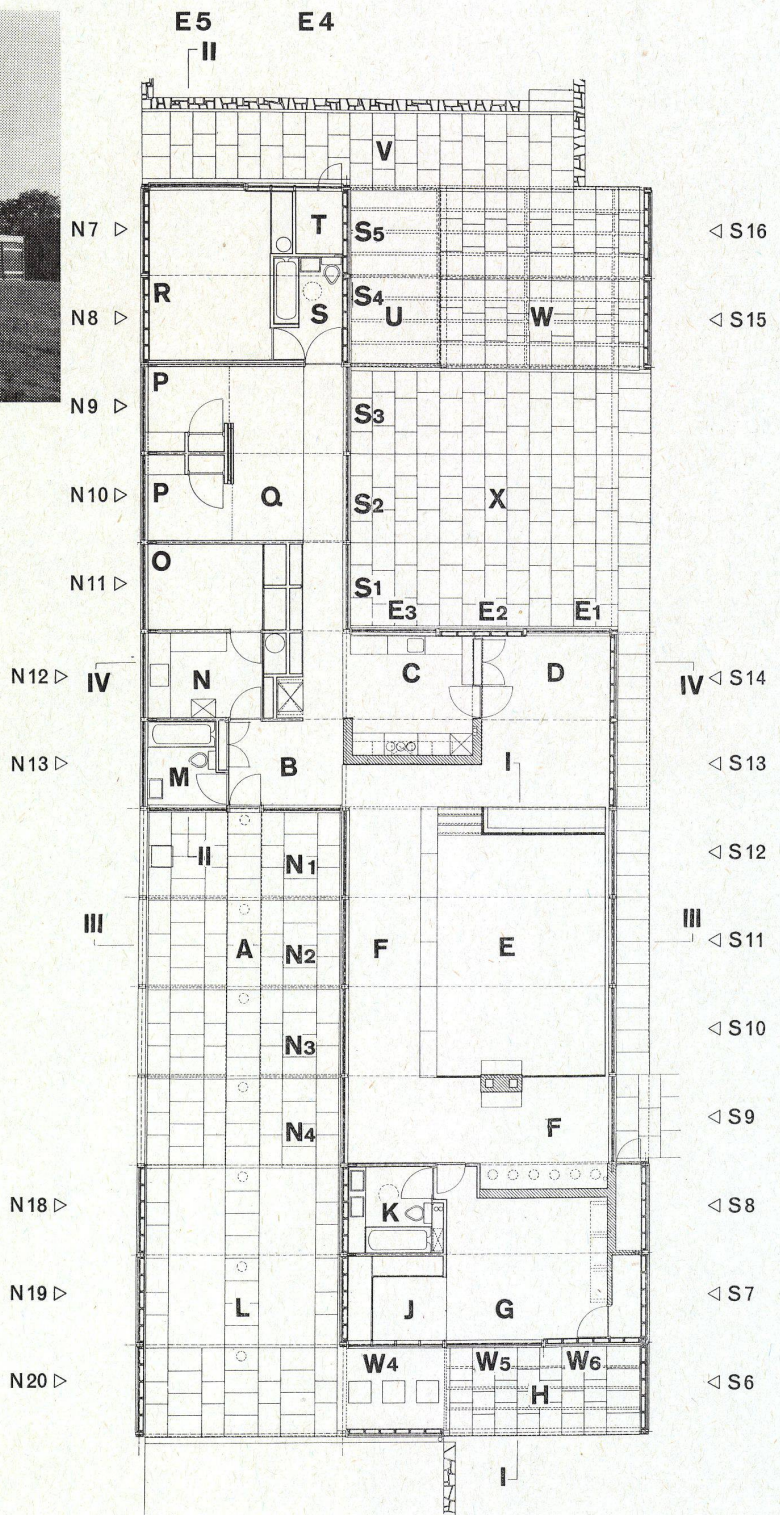 E5 E4
II
V
N7 ▷ T S5 ◁ S16
R S4
N8 ▷ S U W ◁ S15
P
N9 ▷ S3
N10 ▷ P Q S2 X
O
N11 ▷ S1
E3 E2 E1
N12 ▷ IV N C D IV ◁ S14
N13 ▷ M B I ◁ S13
II N1 ◁ S12
III A N2 F E III ◁ S11
N3 ◁ S10
N4 F ◁ S9
N18 ▷ K ◁ S8
N19 ▷ L J G ◁ S7
W4 W5 W6
N20 ▷ H ◁ S6
I